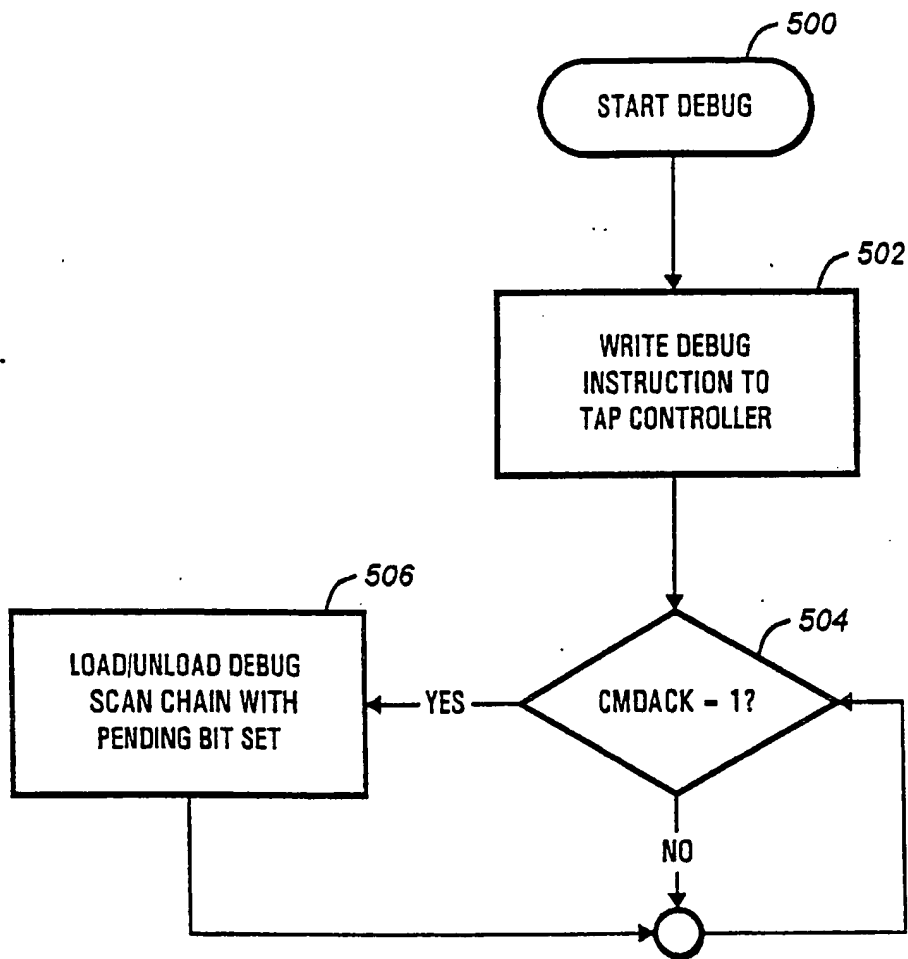 500
START DEBUG
502
WRITE DEBUG
INSTRUCTION TO
TAP CONTROLLER
506
LOAD/UNLOAD DEBUG
SCAN CHAIN WITH
PENDING BIT SET
504
YES
CMDACK = 1?
NO